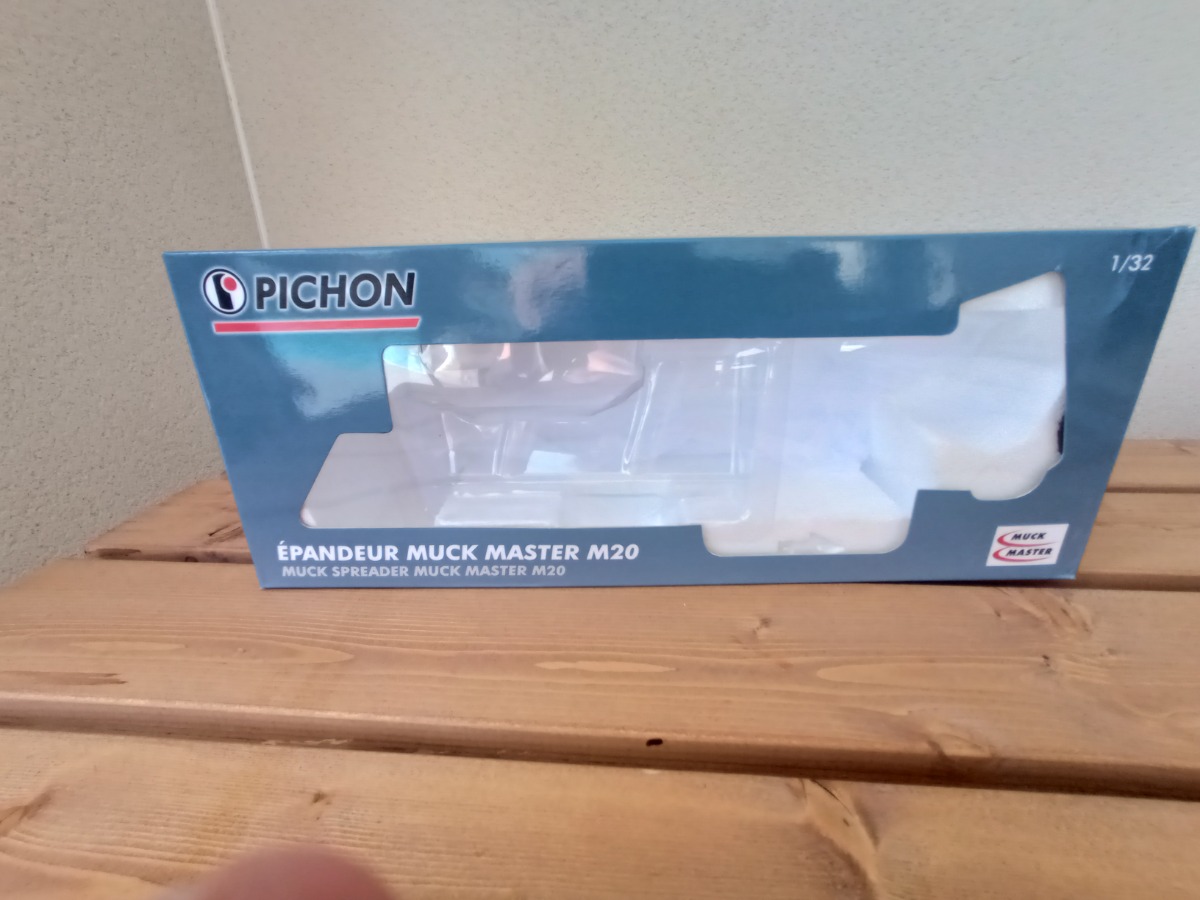 PICHON
1/32
ÉPANDEUR MUCK MASTER M20
MUCK SPREADER MUCK MASTER M20
MUCK
MASTER